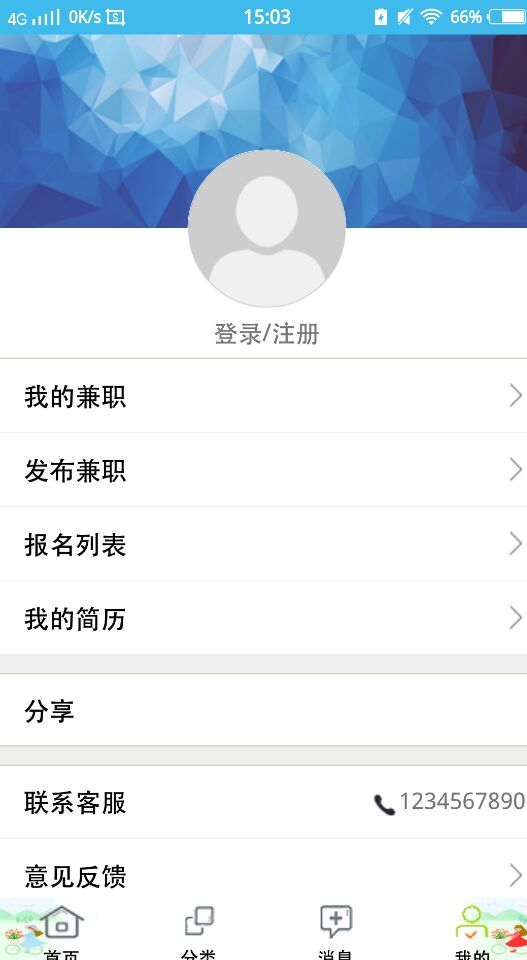 4G 0K/s 15:03 66%
登录/注册
我的兼职
发布兼职
报名列表
我的简历
分享
联系客服 1234567890
意见反馈
首页 分类 消息 我的